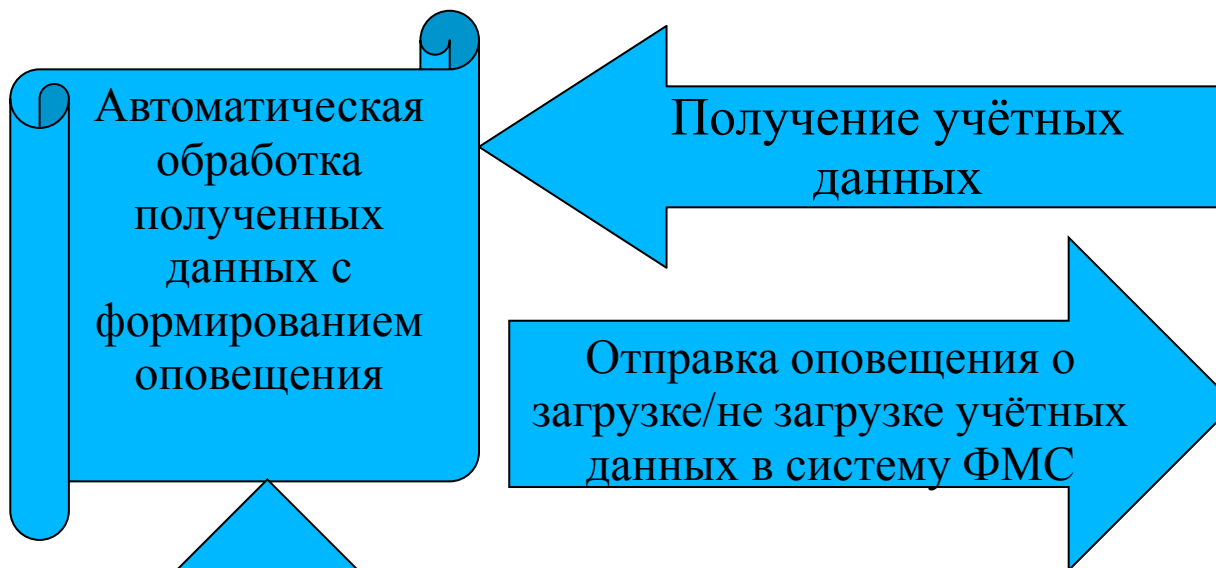 Автоматическая
обработка
полученных
данных с
формированием
оповещения
Получение учётных
данных
Отправка оповещения о
загрузке/не загрузке учётных
данных в систему ФМС